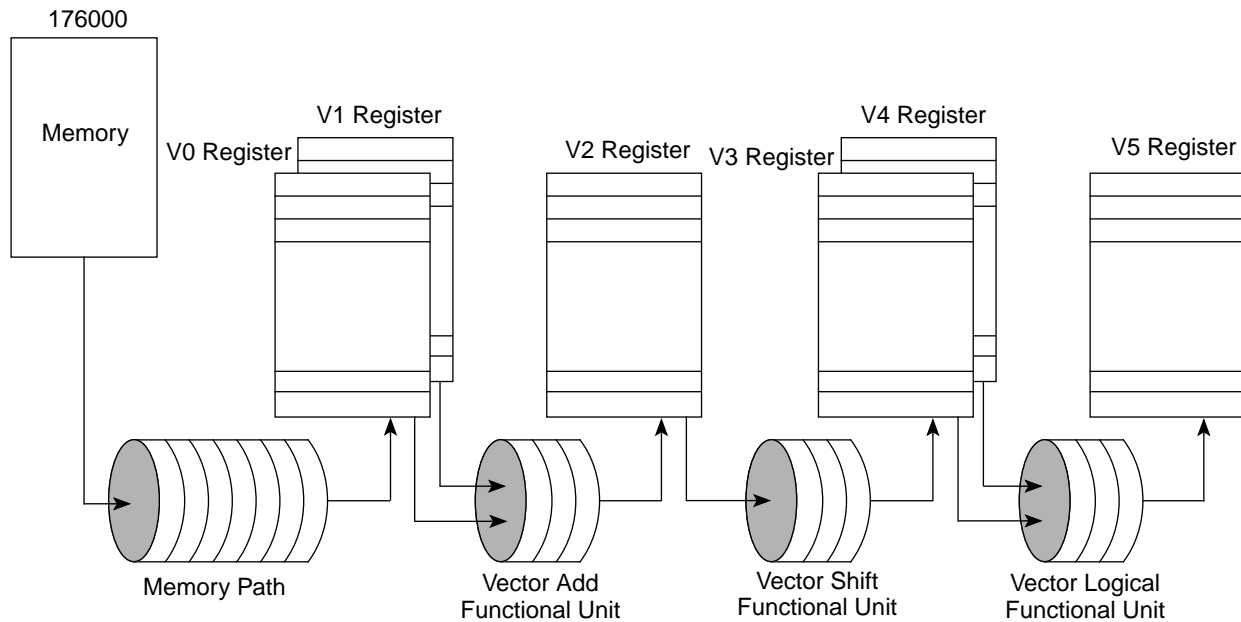 176000
Memory
V1 Register
V0 Register
V2 Register
V3 Register
V4 Register
V5 Register
Memory Path
Vector Add
Functional Unit
Vector Shift
Functional Unit
Vector Logical
Functional Unit